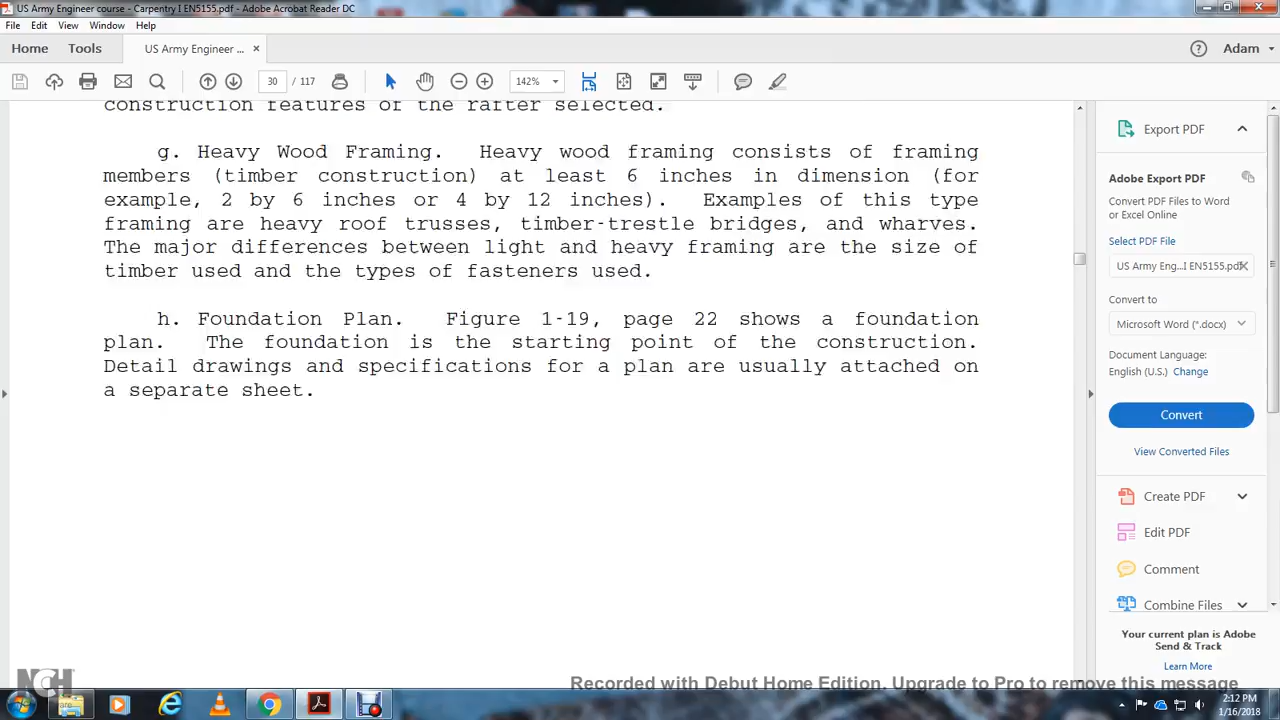 US Army Engineer course - Carpentry I EN5155.pdf - Adobe Acrobat Reader DC
File Edit View Window Help
Home Tools US Army Engineer ... × Adam
30 / 117 142%
construction features of the rafter selected.
g. Heavy Wood Framing. Heavy wood framing consists of framing
members (timber construction) at least 6 inches in dimension (for
example, 2 by 6 inches or 4 by 12 inches). Examples of this type
framing are heavy roof trusses, timber-trestle bridges, and wharves.
The major differences between light and heavy framing are the size of
timber used and the types of fasteners used.
h. Foundation Plan. Figure 1-19, page 22 shows a foundation
plan. The foundation is the starting point of the construction.
Detail drawings and specifications for a plan are usually attached on
a separate sheet.
Export PDF
Adobe Export PDF
Convert PDF Files to Word
or Excel Online
Select PDF File
US Army Eng...I EN5155.pdf
Convert to
Microsoft Word (*.docx)
Document Language:
English (U.S.) Change
Convert
View Converted Files
Create PDF
Edit PDF
Comment
Combine Files
Your current plan is Adobe
Send & Track
Learn More
NCH
Recorded with Debut Home Edition. Upgrade to Pro to remove this message
2:12 PM
1/16/2018